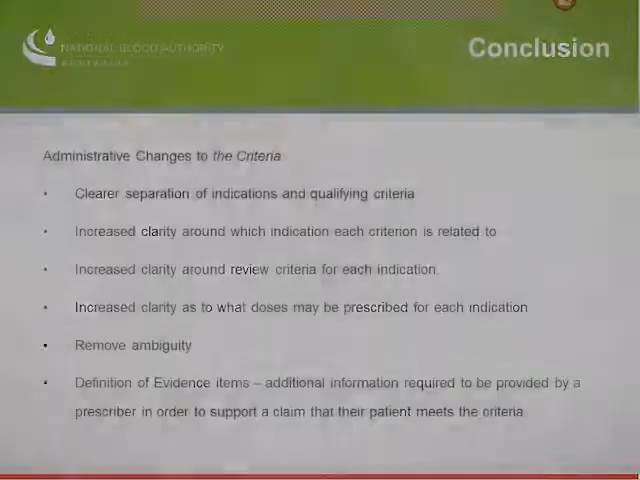 NATIONAL BLOOD AUTHORITY
AUSTRALIA
Conclusion
Administrative Changes to the Criteria
• Clearer separation of indications and qualifying criteria
• Increased clarity around which indication each criterion is related to
• Increased clarity around review criteria for each indication
• Increased clarity as to what doses may be prescribed for each indication
• Remove ambiguity
• Definition of Evidence items – additional information required to be provided by a
prescriber in order to support a claim that their patient meets the criteria